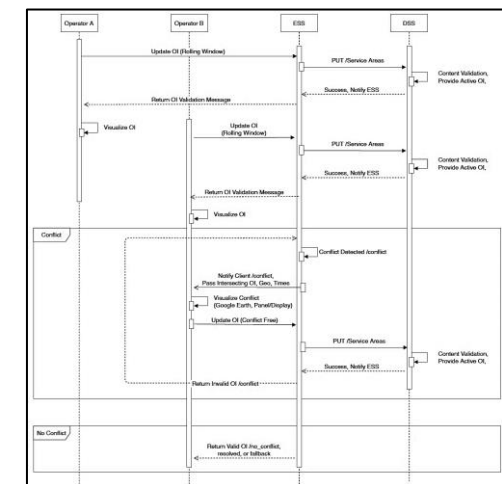 Operator A
Operator B
ESS
DSS
Update OI (Rolling Window)
PUT /Service Areas
Content Validation,
Provide Active OI,
Success, Notify ESS
Return OI Validation Message
Visualize OI
Update OI
(Rolling Window)
PUT /Service Areas
Content Validation,
Provide Active OI,
Success, Notify ESS
Return OI Validation Message
Visualize OI
Conflict
Conflict Detected /conflict
Notify Client /conflict,
Pass Intersecting OI, Geo, Times
Visualize Conflict
(Google Earth, Panel/Display)
Update OI (Conflict Free)
PUT /Service Areas
Content Validation,
Provide Active OI,
Success, Notify ESS
Return Invalid OI /conflict
No Conflict
Return Valid OI /no_conflict,
resolved, or fallback